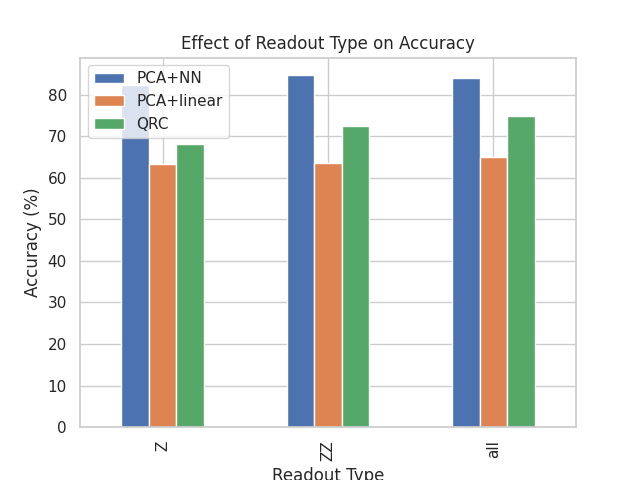 Effect of Readout Type on Accuracy
PCA+NN
PCA+linear
QRC
Accuracy (%)
80
70
60
50
40
30
20
10
0
Z
ZZ
all
Readout Type